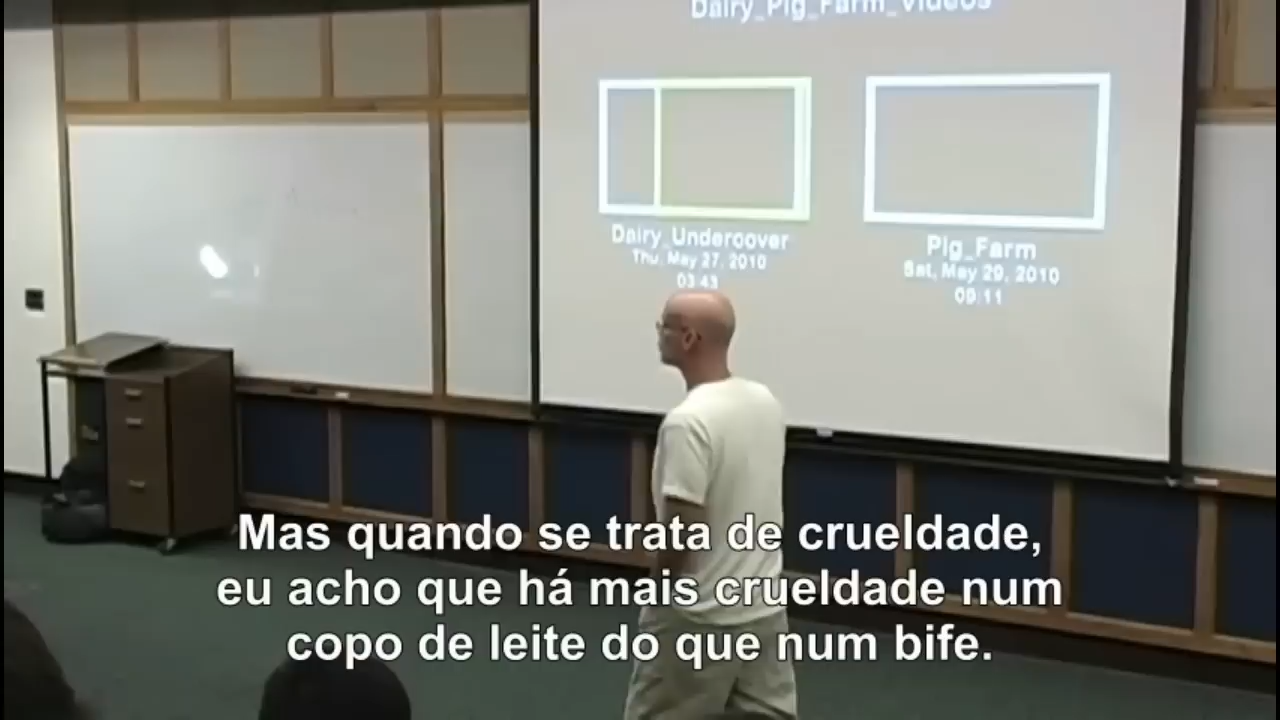 Dairy_Pig_Farm_Videos
Dairy_Undercover
Thu, May 27, 2010
03:43
Pig_Farm
Sat, May 29, 2010
09:11
Mas quando se trata de crueldade,
eu acho que há mais crueldade num
copo de leite do que num bife.